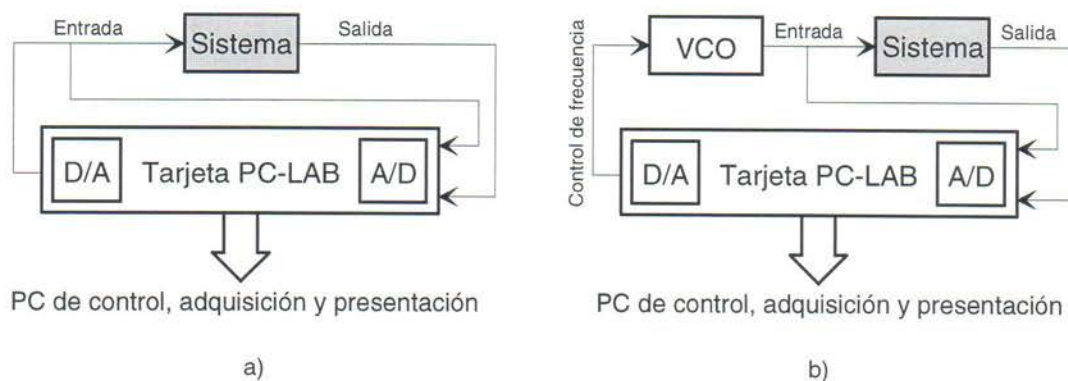 Entrada
Sistema
Salida
D/A
Tarjeta PC-LAB
A/D
PC de control, adquisición y presentación
a)
Control de frecuencia
VCO
Entrada
Sistema
Salida
D/A
Tarjeta PC-LAB
A/D
PC de control, adquisición y presentación
b)